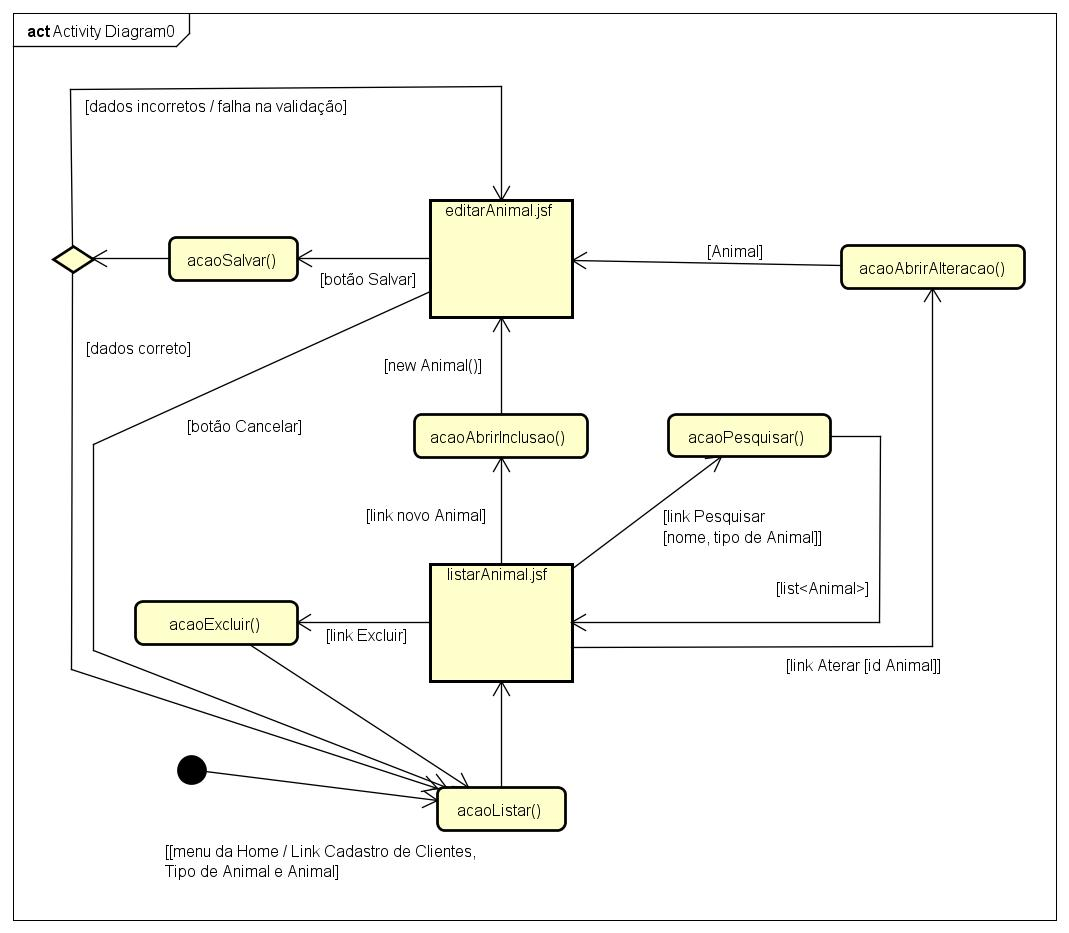 act Activity Diagram0
[dados incorretos / falha na validação]
editarAnimal.jsf
[Animal]
acaoSalvar()
acaoAbrirAlteracao()
[botão Salvar]
[dados correto]
[new Animal()]
[botão Cancelar]
acaoAbrirInclusao()
acaoPesquisar()
[link novo Animal]
[link Pesquisar
[nome, tipo de Animal]]
listarAnimal.jsf
[list<Animal>]
acaoExcluir()
[link Excluir]
[link Aterar [id Animal]]
acaoListar()
[[menu da Home / Link Cadastro de Clientes,
Tipo de Animal e Animal]